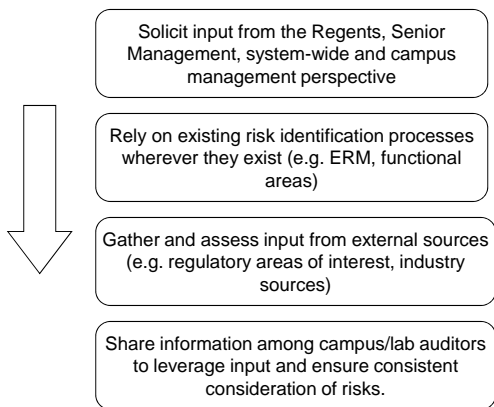 Solicit input from the Regents, Senior
Management, system-wide and campus
management perspective
Rely on existing risk identification processes
wherever they exist (e.g. ERM, functional
areas)
Gather and assess input from external sources
(e.g. regulatory areas of interest, industry
sources)
Share information among campus/lab auditors
to leverage input and ensure consistent
consideration of risks.